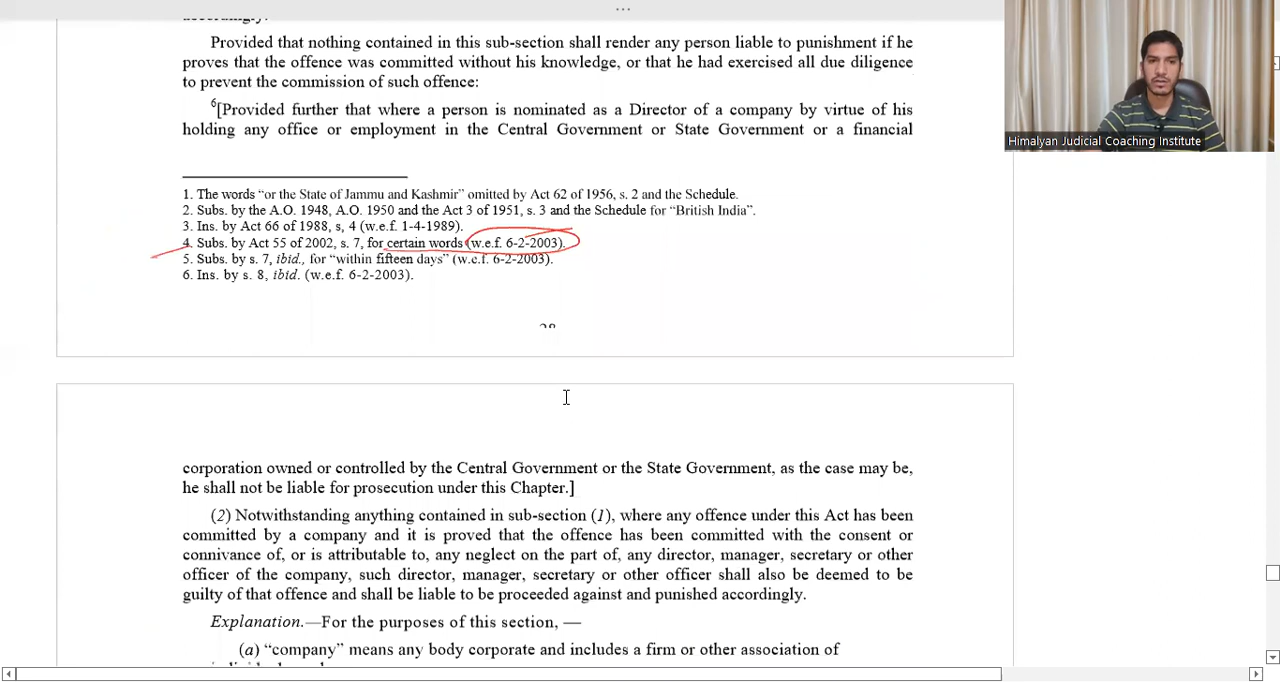 accordingly.
Provided that nothing contained in this sub-section shall render any person liable to punishment if he
proves that the offence was committed without his knowledge, or that he had exercised all due diligence
to prevent the commission of such offence:
6[Provided further that where a person is nominated as a Director of a company by virtue of his
holding any office or employment in the Central Government or State Government or a financial
Himalyan Judicial Coaching Institute
1. The words “or the State of Jammu and Kashmir” omitted by Act 62 of 1956, s. 2 and the Schedule.
2. Subs. by the A.O. 1948, A.O. 1950 and the Act 3 of 1951, s. 3 and the Schedule for “British India”.
3. Ins. by Act 66 of 1988, s, 4 (w.e.f. 1-4-1989).
4. Subs. by Act 55 of 2002, s. 7, for certain words (w.e.f. 6-2-2003).
5. Subs. by s. 7, ibid., for “within fifteen days” (w.e.f. 6-2-2003).
6. Ins. by s. 8, ibid. (w.e.f. 6-2-2003).
corporation owned or controlled by the Central Government or the State Government, as the case may be,
he shall not be liable for prosecution under this Chapter.]
(2) Notwithstanding anything contained in sub-section (1), where any offence under this Act has been
committed by a company and it is proved that the offence has been committed with the consent or
connivance of, or is attributable to, any neglect on the part of, any director, manager, secretary or other
officer of the company, such director, manager, secretary or other officer shall also be deemed to be
guilty of that offence and shall be liable to be proceeded against and punished accordingly.
Explanation.—For the purposes of this section, —
(a) “company” means any body corporate and includes a firm or other association of